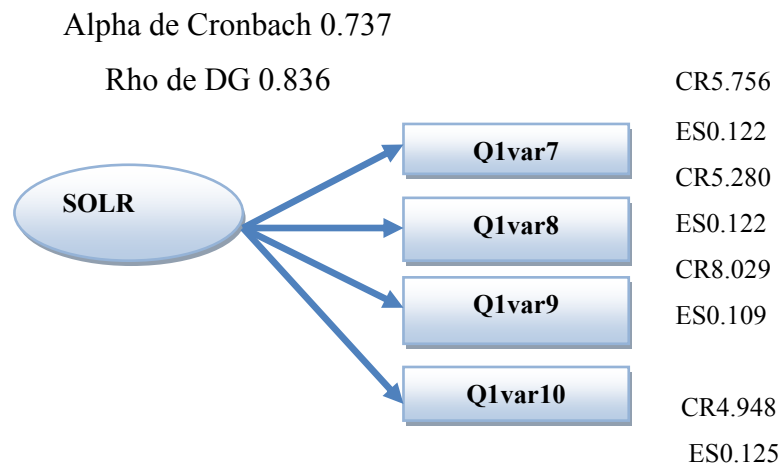 Alpha de Cronbach 0.737
Rho de DG 0.836
CR5.756
ES0.122
Q1var7
CR5.280
SOLR
Q1var8
ES0.122
CR8.029
Q1var9
ES0.109
Q1var10
CR4.948
ES0.125